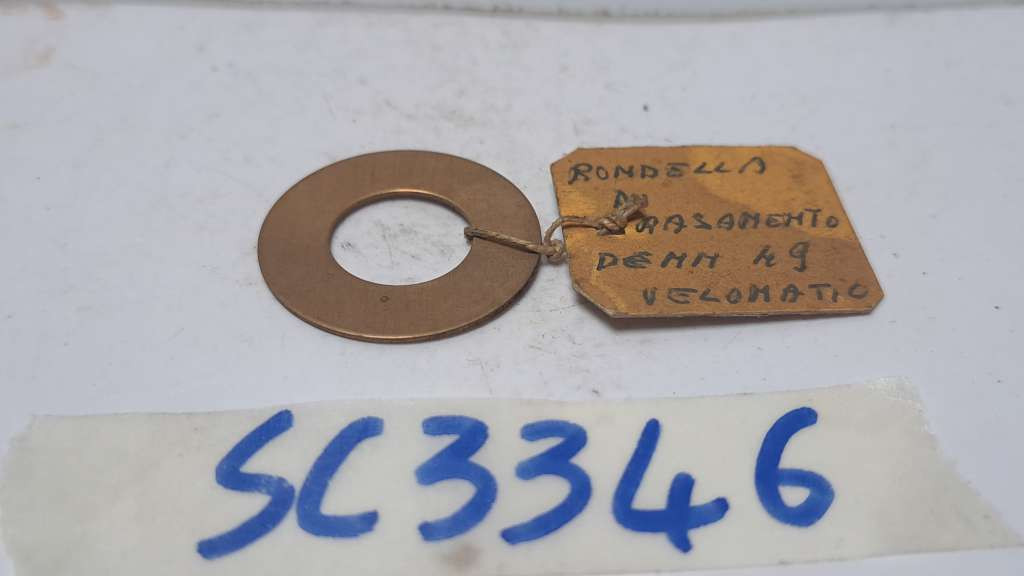 RONDELLA
DI
RASAMENTO
DEMM 49
VELOMATIC
SC3346